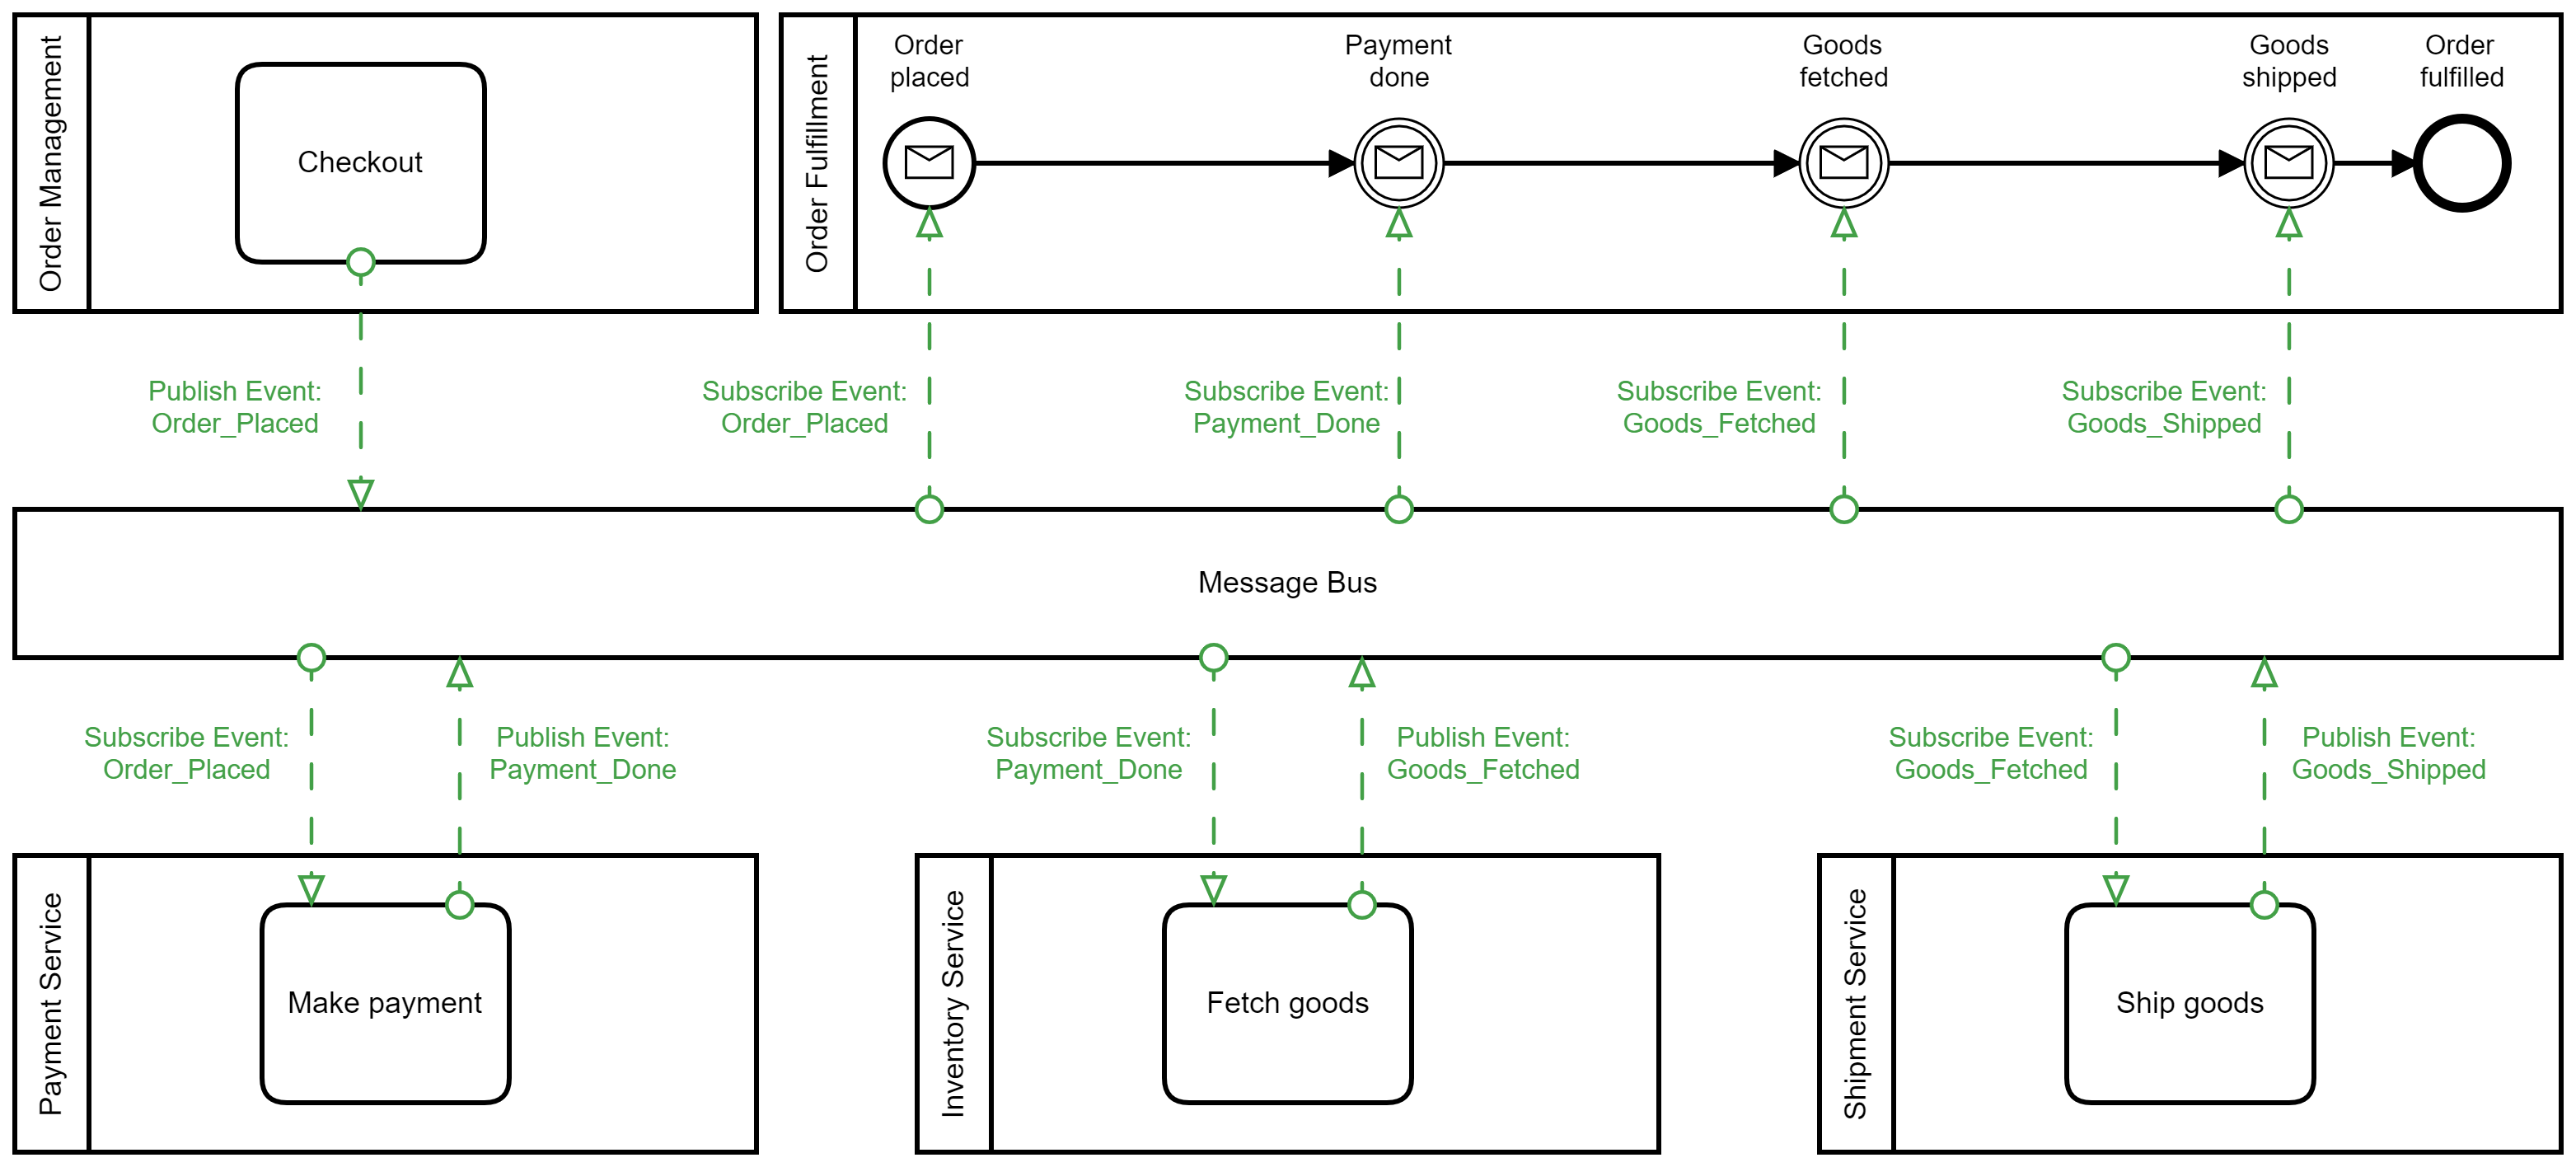 Order Management
Checkout
Order Fulfillment
Order
placed
Payment
done
Goods
fetched
Goods
shipped
Order
fulfilled
Publish Event:
Order_Placed
Subscribe Event:
Order_Placed
Subscribe Event:
Payment_Done
Subscribe Event:
Goods_Fetched
Subscribe Event:
Goods_Shipped
Message Bus
Subscribe Event:
Order_Placed
Publish Event:
Payment_Done
Subscribe Event:
Payment_Done
Publish Event:
Goods_Fetched
Subscribe Event:
Goods_Fetched
Publish Event:
Goods_Shipped
Payment Service
Make payment
Inventory Service
Fetch goods
Shipment Service
Ship goods